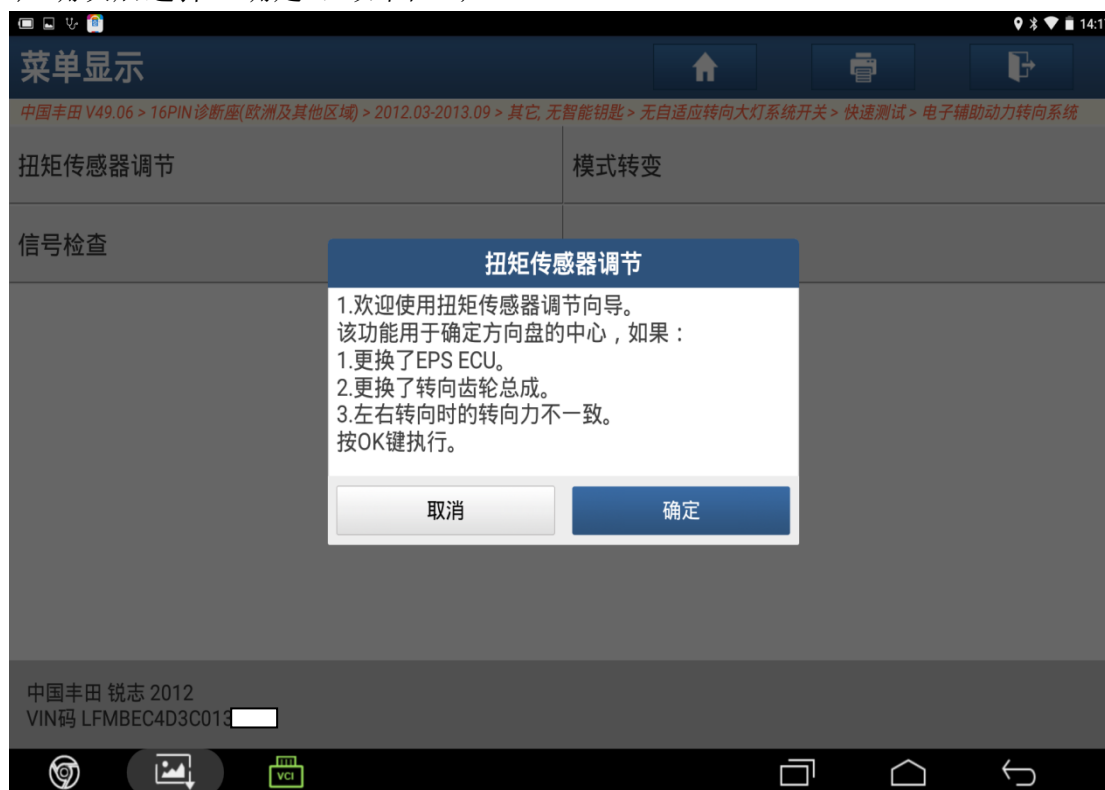 14:1
菜单显示
中国丰田 V49.06 > 16PIN诊断座(欧洲及其他区域) > 2012.03-2013.09 > 其它, 无智能钥匙 > 无自适应转向大灯系统开关 > 快速测试 > 电子辅助动力转向系统
扭矩传感器调节
模式转变
信号检查
扭矩传感器调节
1.欢迎使用扭矩传感器调节向导。
该功能用于确定方向盘的中心，如果：
1.更换了EPS ECU。
2.更换了转向齿轮总成。
3.左右转向时的转向力不一致。
按OK键执行。
取消
确定
中国丰田 锐志 2012
VIN码 LFMBEC4D3C013
VCI